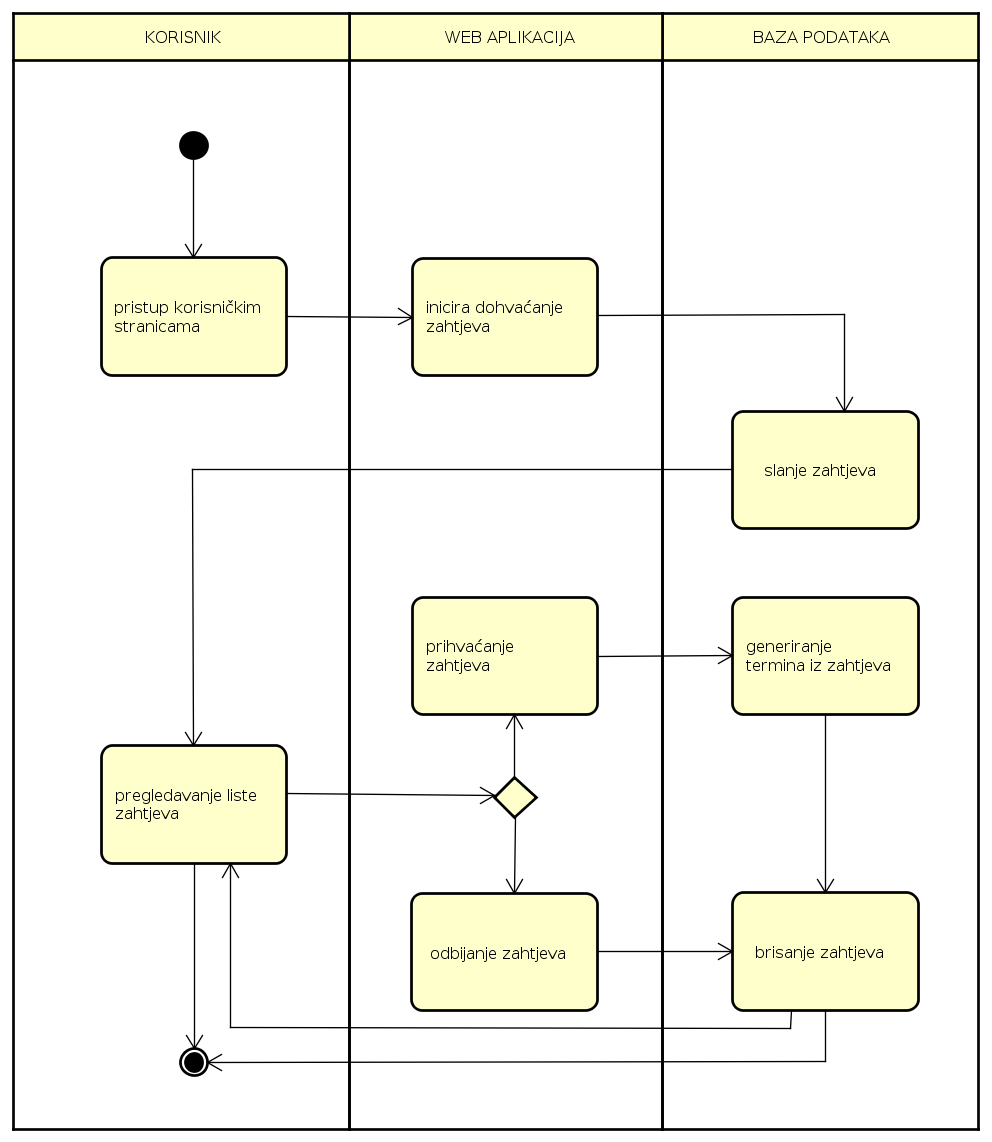 KORISNIK
WEB APLIKACIJA
BAZA PODATAKA
pristup korisničkim
stranicama
inicira dohvaćanje
zahtjeva
slanje zahtjeva
prihvaćanje
zahtjeva
generiranje
termina iz zahtjeva
pregledavanje liste
zahtjeva
odbijanje zahtjeva
brisanje zahtjeva